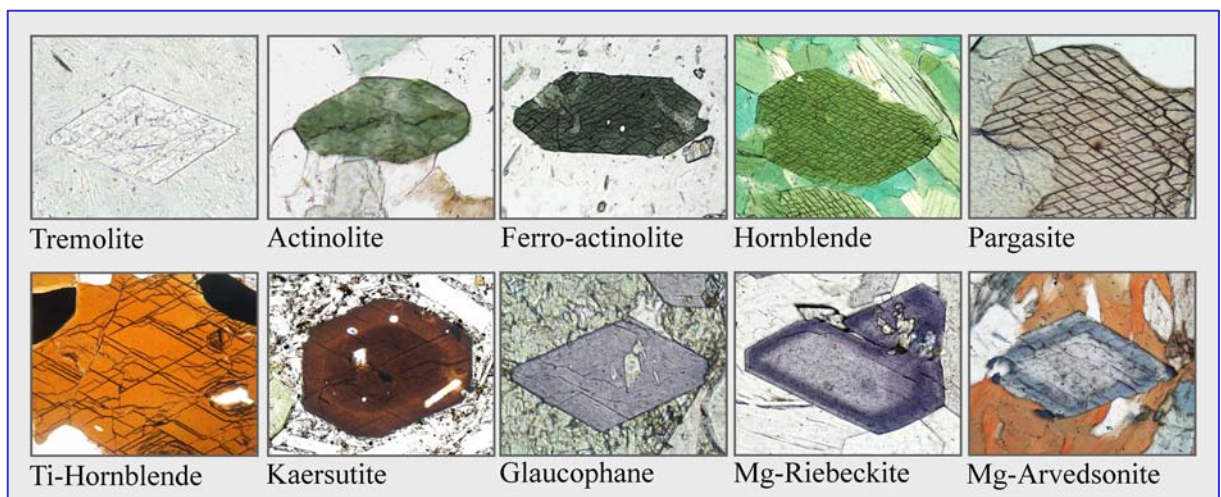 Tremolite Actinolite Ferro-actinolite Hornblende Pargasite
Ti-Hornblende Kaersutite Glaucophane Mg-Riebeckite Mg-Arvedsonite